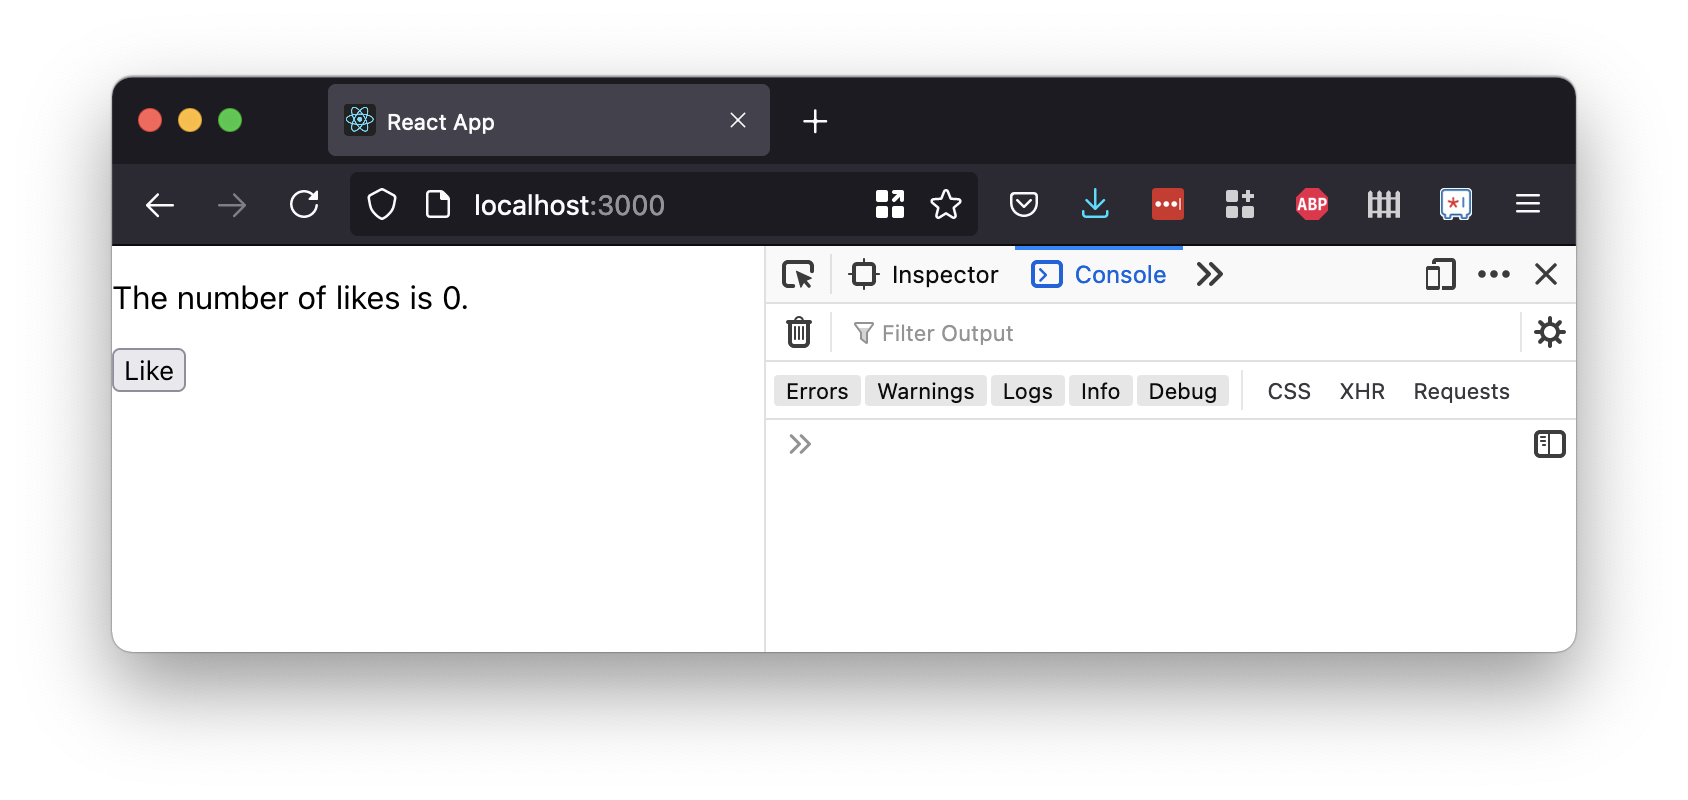 React App
localhost:3000
ABP
The number of likes is 0.
Like
Inspector
Console
Filter Output
Errors Warnings Logs Info Debug CSS XHR Requests